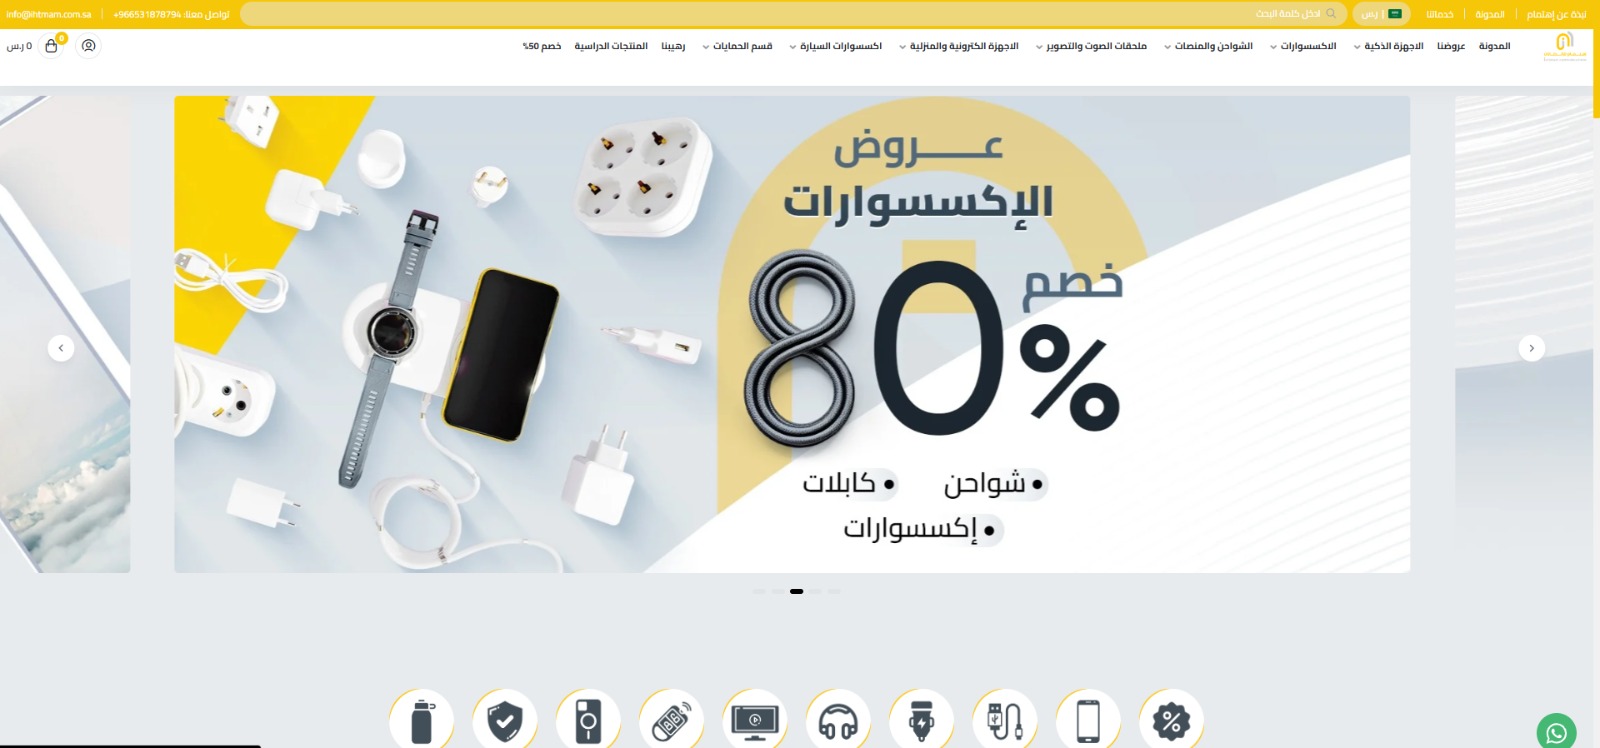 نبذة عن إهتمام
المدونة
خدماتنا
ر.س
ادخل كلمة البحث
تواصل معنا: 966531878794+
info@ihtmam.com.sa
المدونة
عروضنا
الاجهزة الذكية
الاكسسوارات
الشواحن والمنصات
ملحقات الصوت والتصوير
الاجهزة الكترونية والمنزلية
اكسسوارات السيارة
قسم الحمايات
رهيبنا
المنتجات الدراسية
خصم 50%
0
0 ر.س
عـــروض
الإكسسوارات
خصم
80%
• شواحن
• كابلات
• إكسسوارات